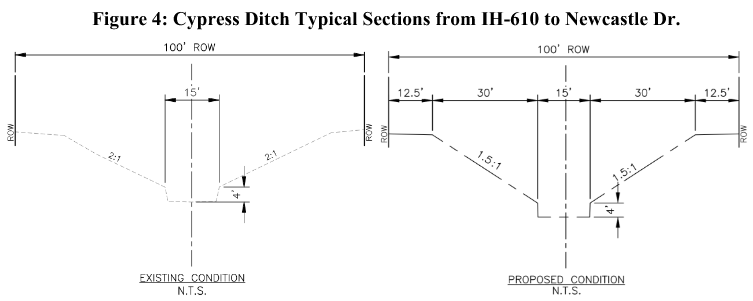 Figure 4: Cypress Ditch Typical Sections from IH-610 to Newcastle Dr.
100' ROW
15'
ROW
ROW
2:1
2:1
4'
EXISTING CONDITION
N.T.S.
100' ROW
12.5'
30'
15'
30'
12.5'
ROW
ROW
1.5:1
1.5:1
4'
PROPOSED CONDITION
N.T.S.